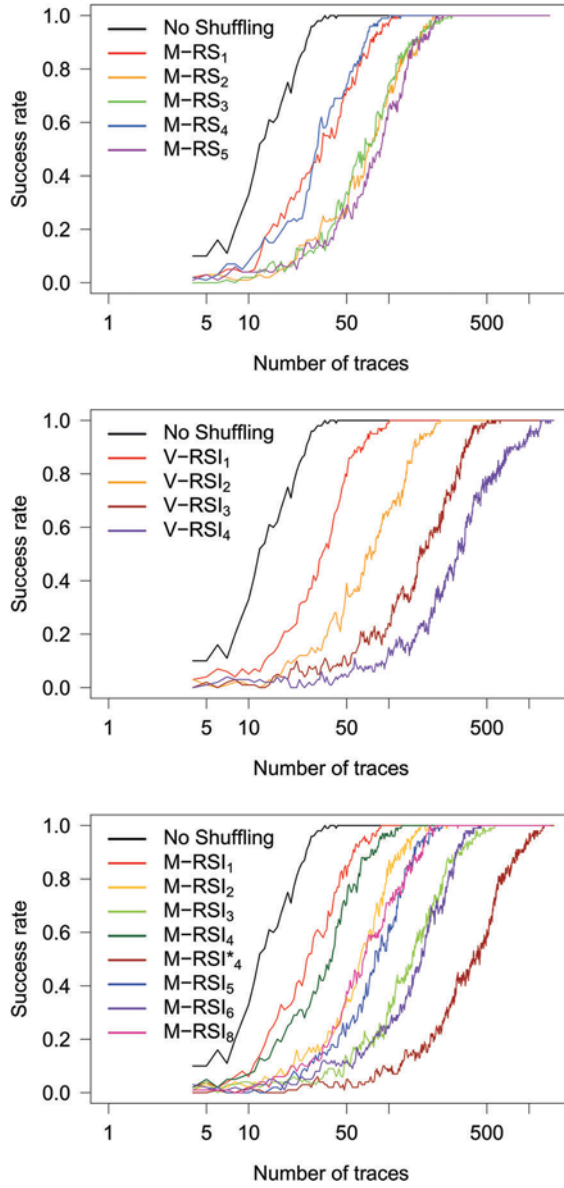 Success rate
1.0
0.8
0.6
0.4
0.2
0.0
No Shuffling
M−RS₁
M−RS₂
M−RS₃
M−RS₄
M−RS₅
1 5 10 50 500
Number of traces
Success rate
1.0
0.8
0.6
0.4
0.2
0.0
No Shuffling
V−RSI₁
V−RSI₂
V−RSI₃
V−RSI₄
1 5 10 50 500
Number of traces
Success rate
1.0
0.8
0.6
0.4
0.2
0.0
No Shuffling
M−RSI₁
M−RSI₂
M−RSI₃
M−RSI₄
M−RSI*₄
M−RSI₅
M−RSI₆
M−RSI₈
1 5 10 50 500
Number of traces